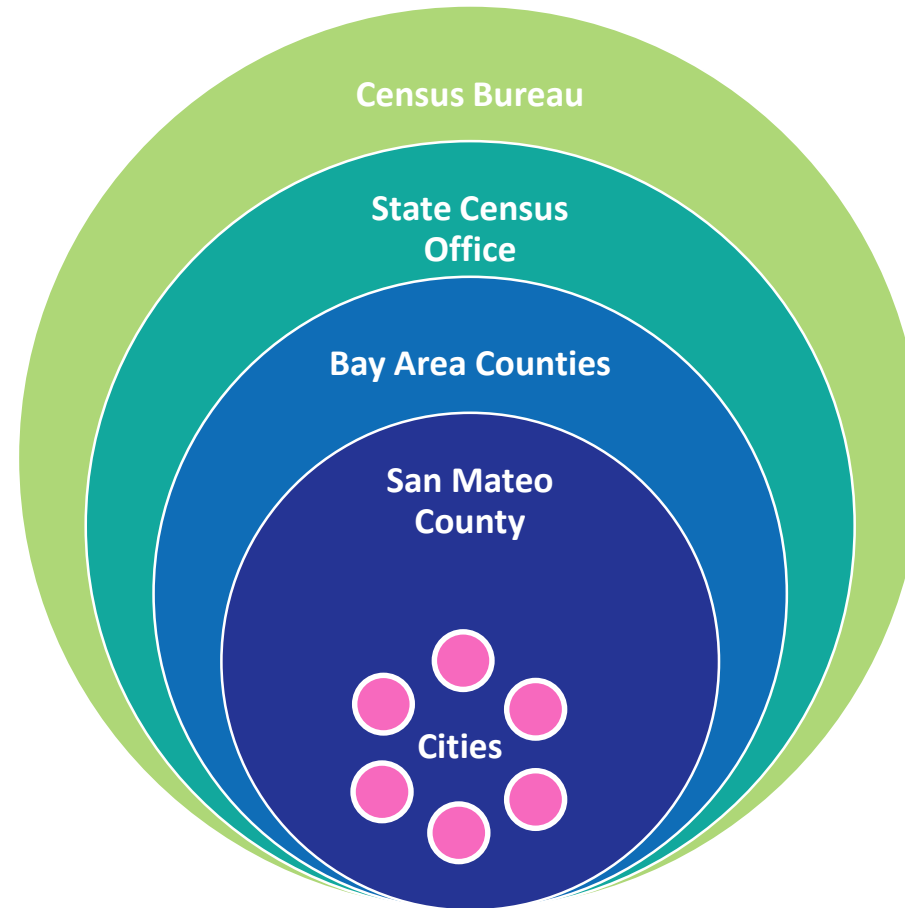 Census Bureau
State Census
Office
Bay Area Counties
San Mateo
County
Cities